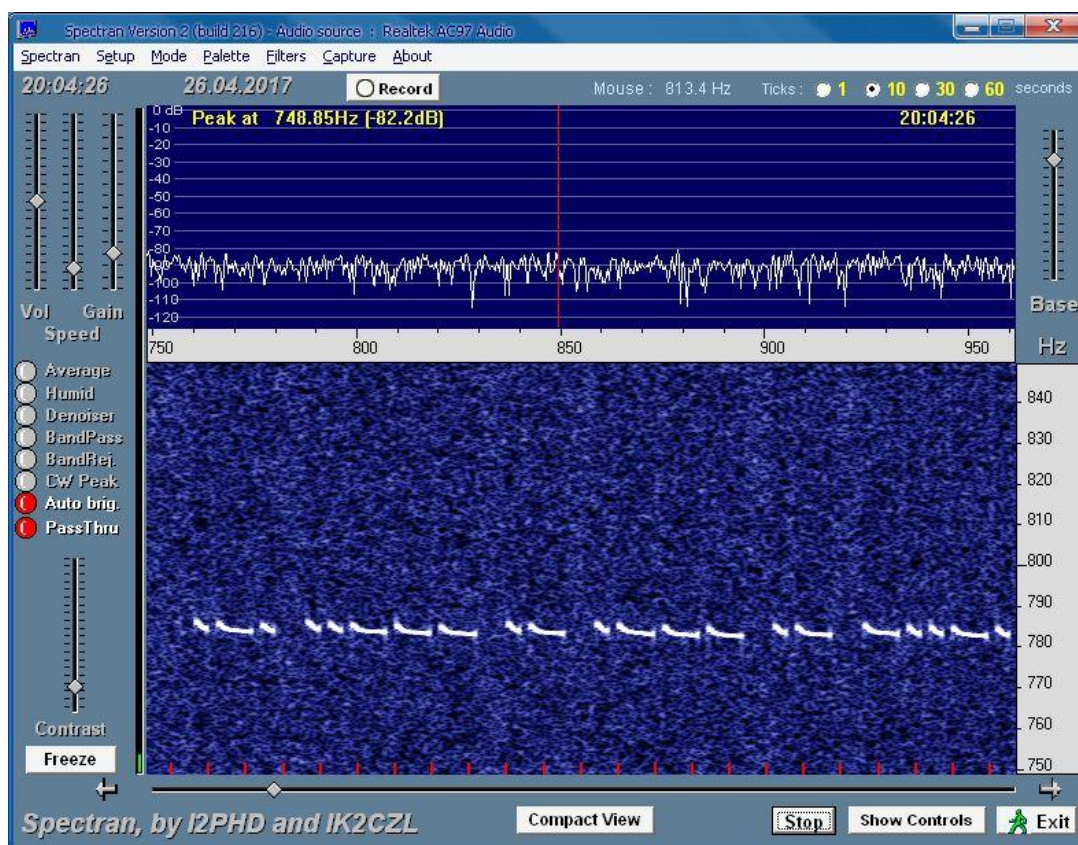 Spectran Version 2 (build 216) - Audio source : Realtek AC97 Audio
Spectran Setup Mode Palette Filters Capture About
20:04:26 26.04.2017 Record Mouse : 813.4 Hz Ticks : 1 10 30 60 seconds
0 dB Peak at 748.85Hz (-82.2dB) 20:04:26
-10
-20
-30
-40
-50
-60
-70
-80
-90
-100
-110
-120
Vol Gain
Speed
Base
750 800 850 900 950 Hz
Average
Humid
Denoiser
BandPass
BandRej.
CW Peak
Auto brig.
PassThru
840
830
820
810
800
790
780
770
760
750
Contrast
Freeze
Spectran, by I2PHD and IK2CZL Compact View Stop Show Controls Exit